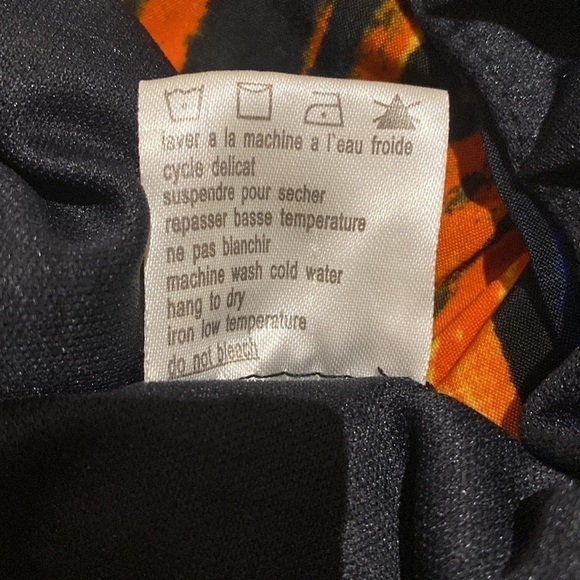 laver a la machine a l'eau froide
cycle delicat
suspendre pour secher
repasser basse temperature
ne pas blanchir
machine wash cold water
hang to dry
iron low temperature
do not bleach